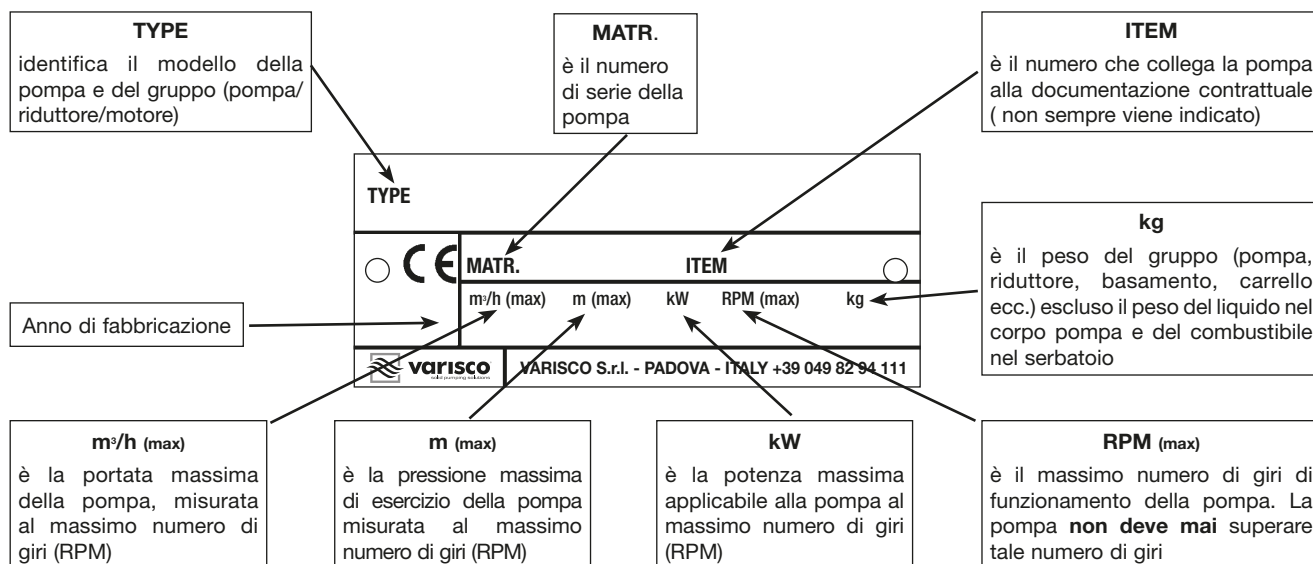 TYPE
identifica il modello della
pompa e del gruppo (pompa/
riduttore/motore)
MATR.
è il numero
di serie della
pompa
ITEM
è il numero che collega la pompa
alla documentazione contrattuale
( non sempre viene indicato)
TYPE
CE MATR. ITEM
m³/h (max) m (max) kW RPM (max) kg
Anno di fabbricazione
kg
è il peso del gruppo (pompa,
riduttore, basamento, carrello
ecc.) escluso il peso del liquido nel
corpo pompa e del combustibile
nel serbatoio
varisco
solid pumping solutions
VARISCO S.r.l. - PADOVA - ITALY +39 049 82 94 111
m³/h (max)
è la portata massima
della pompa, misurata
al massimo numero di
giri (RPM)
m (max)
è la pressione massima
di esercizio della pompa
misurata al massimo
numero di giri (RPM)
kW
è la potenza massima
applicabile alla pompa al
massimo numero di giri
(RPM)
RPM (max)
è il massimo numero di giri di
funzionamento della pompa. La
pompa non deve mai superare
tale numero di giri